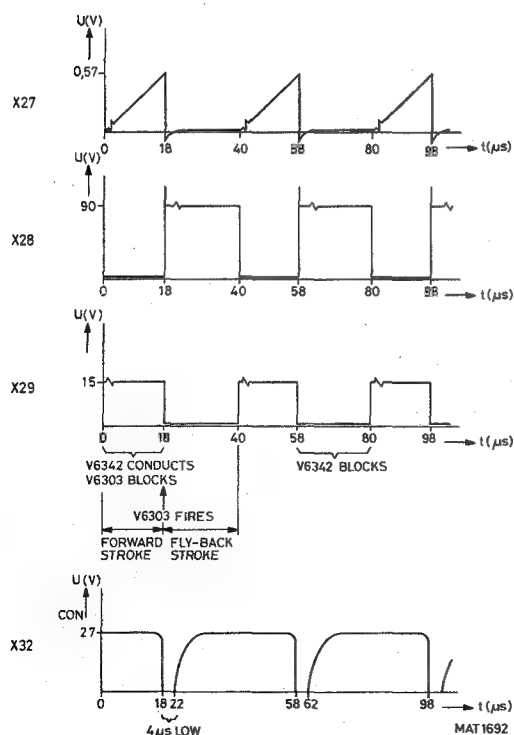 U(V)
0,57
X27
0 18 40 58 80 98 t(µs)
U(V)
90
X28
0 18 40 58 80 98 t(µs)
U(V)
15
X29
0 18 40 58 80 98 t(µs)
V6342 CONDUCTS
V6303 BLOCKS
V6342 BLOCKS
V6303 FIRES
FORWARD STROKE
FLY-BACK STROKE
U(V)
CON
27
X32
0 18 22 58 62 98 t(µs)
4µs LOW
MAT1692